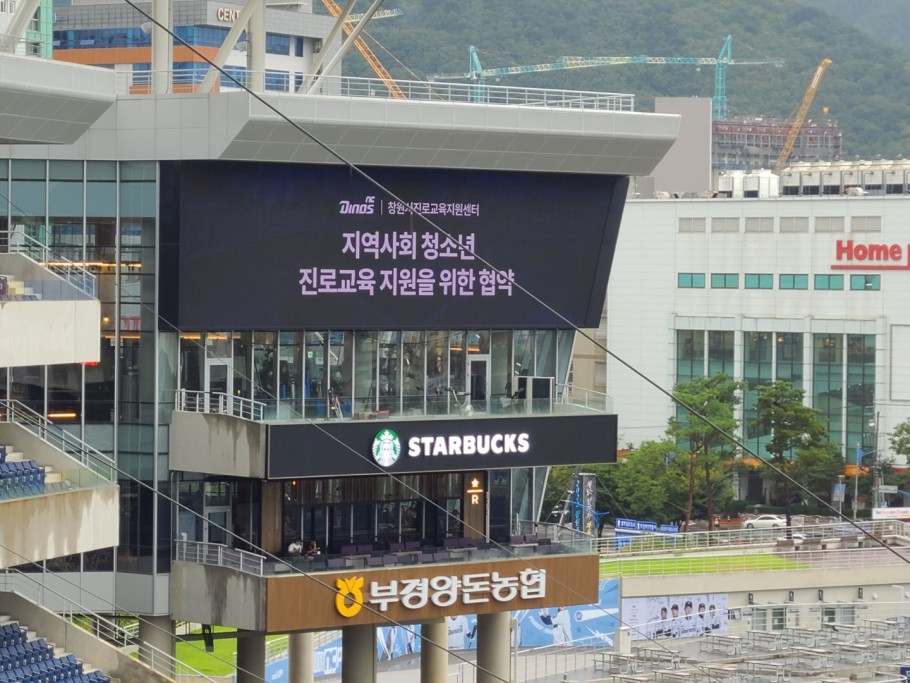 CEN
NC
Dinos | 창원시진로교육지원센터
지역사회 청소년
진로교육 지원을 위한 협약
Home
STARBUCKS
R
부경양돈농협